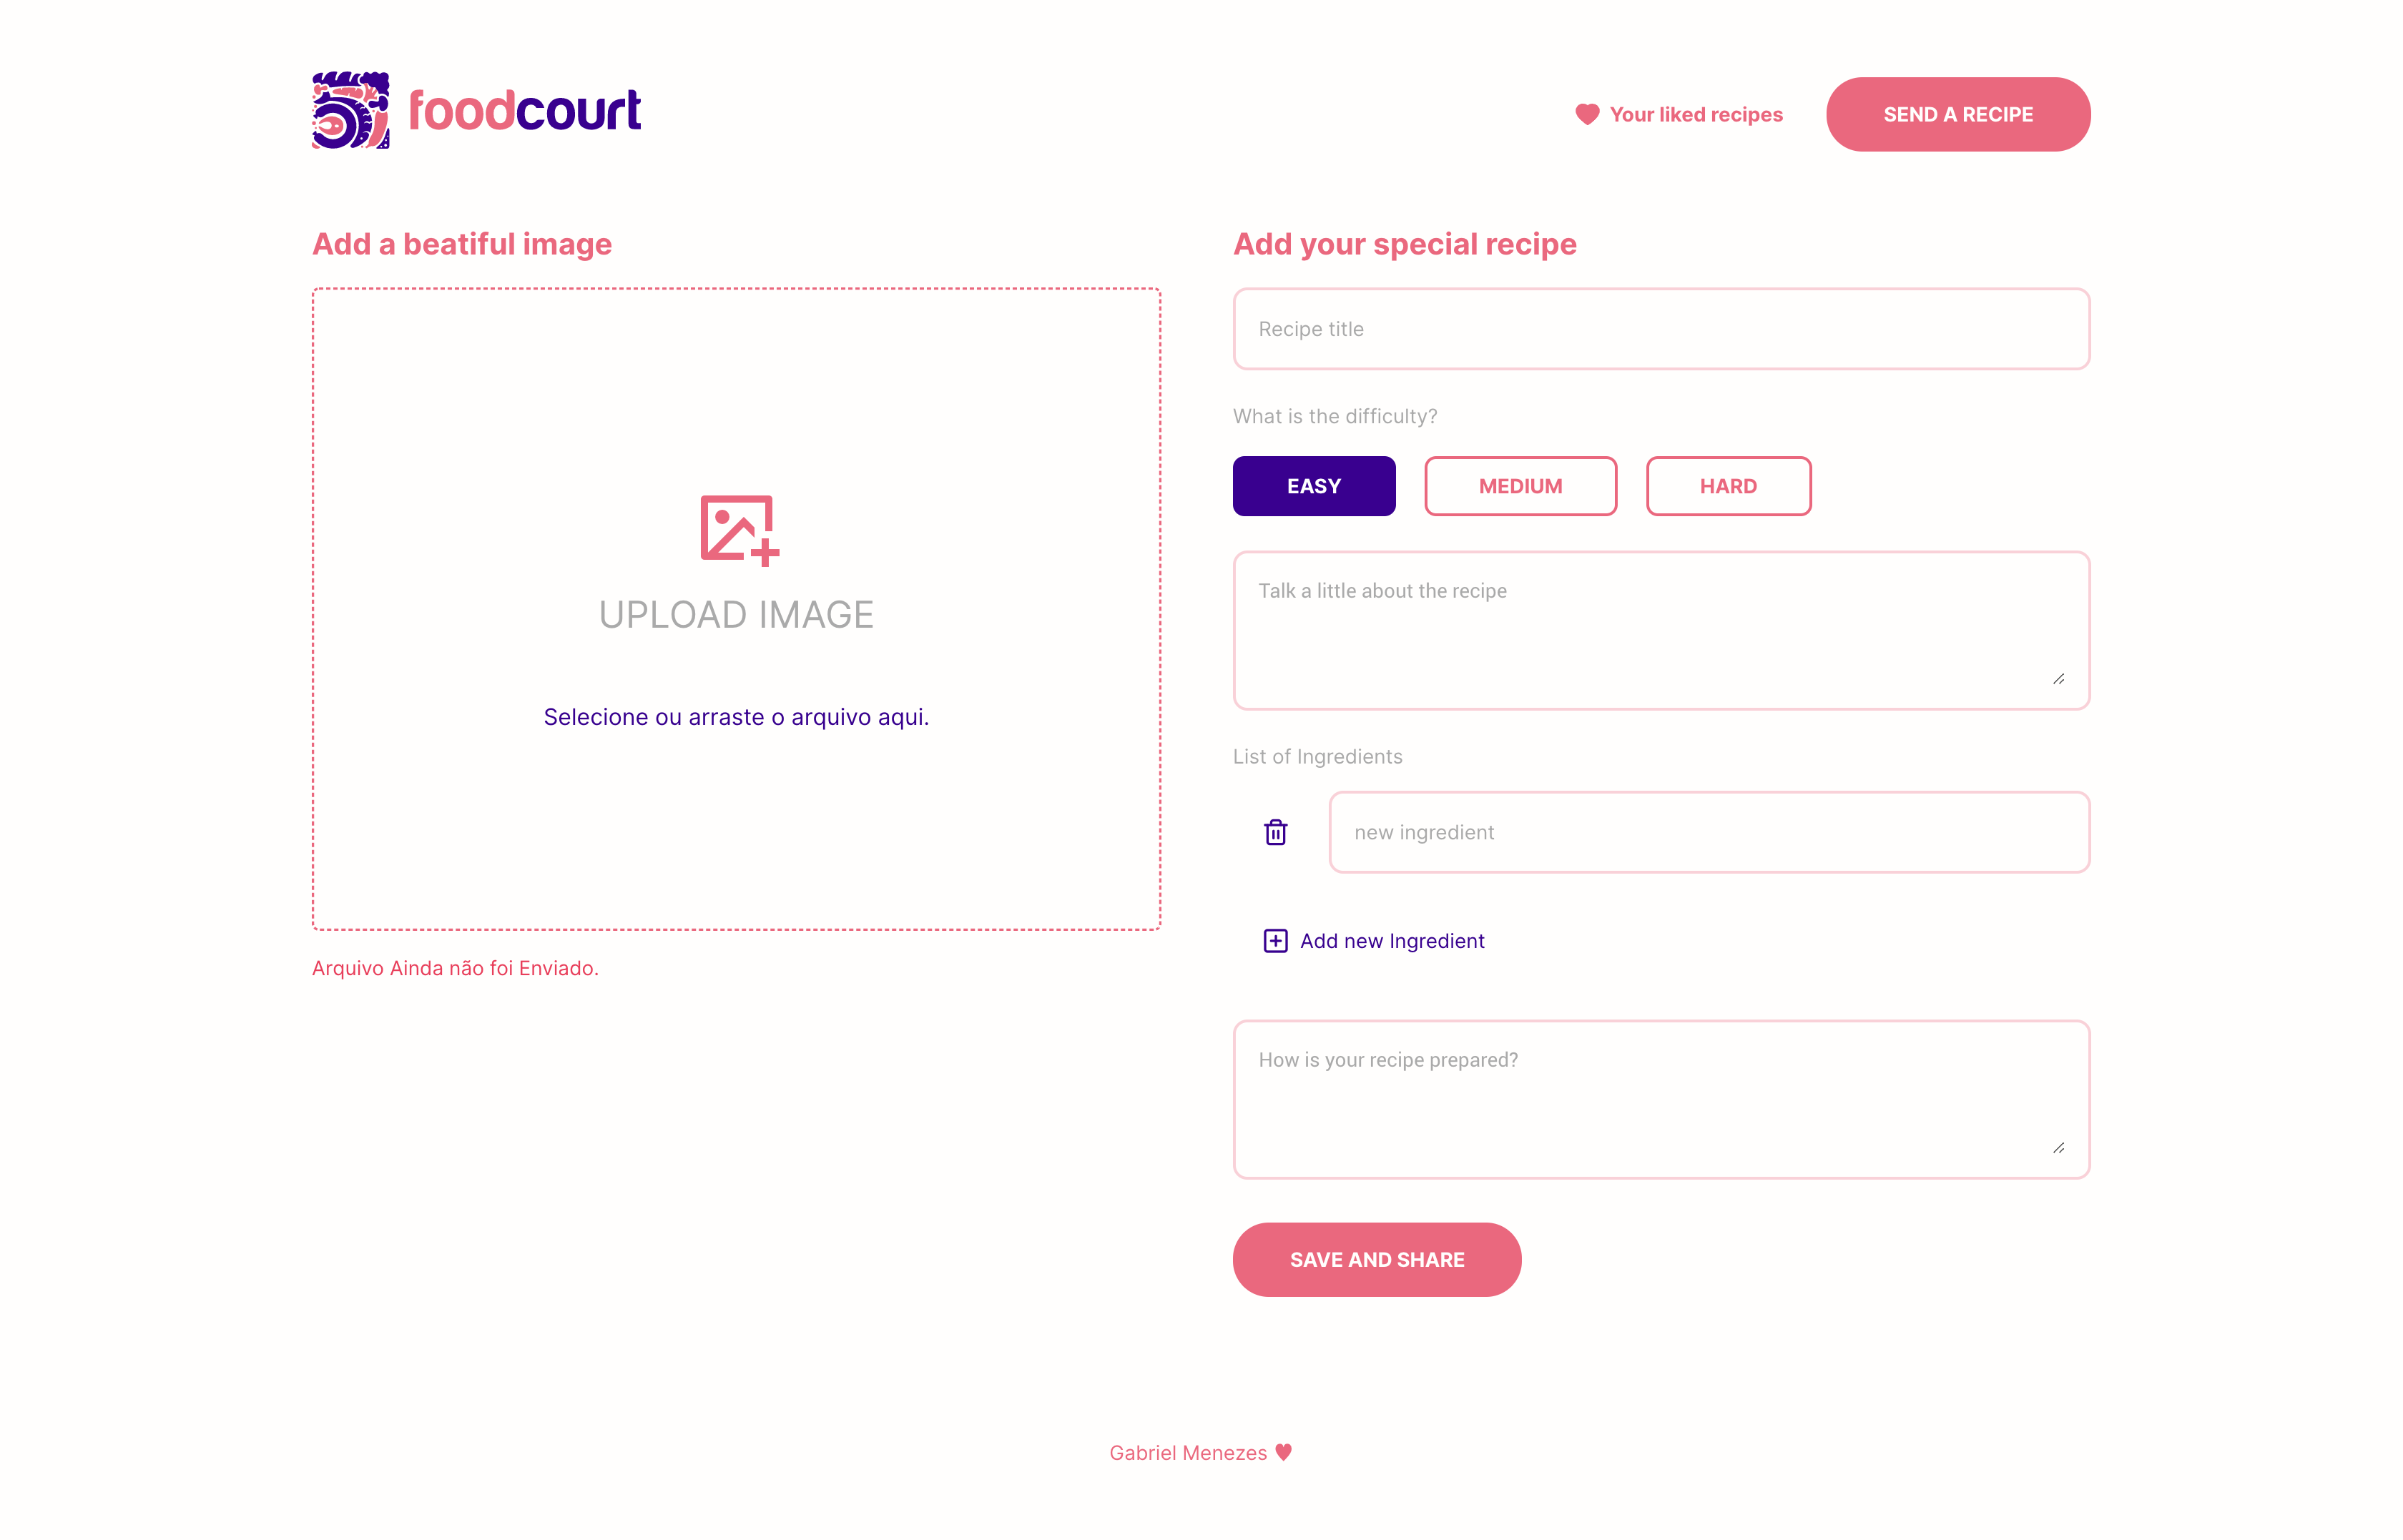 foodcourt
Your liked recipes
SEND A RECIPE
Add a beatiful image
UPLOAD IMAGE
Selecione ou arraste o arquivo aqui.
Arquivo Ainda não foi Enviado.
Add your special recipe
Recipe title
What is the difficulty?
EASY
MEDIUM
HARD
Talk a little about the recipe
List of Ingredients
new ingredient
Add new Ingredient
How is your recipe prepared?
SAVE AND SHARE
Gabriel Menezes